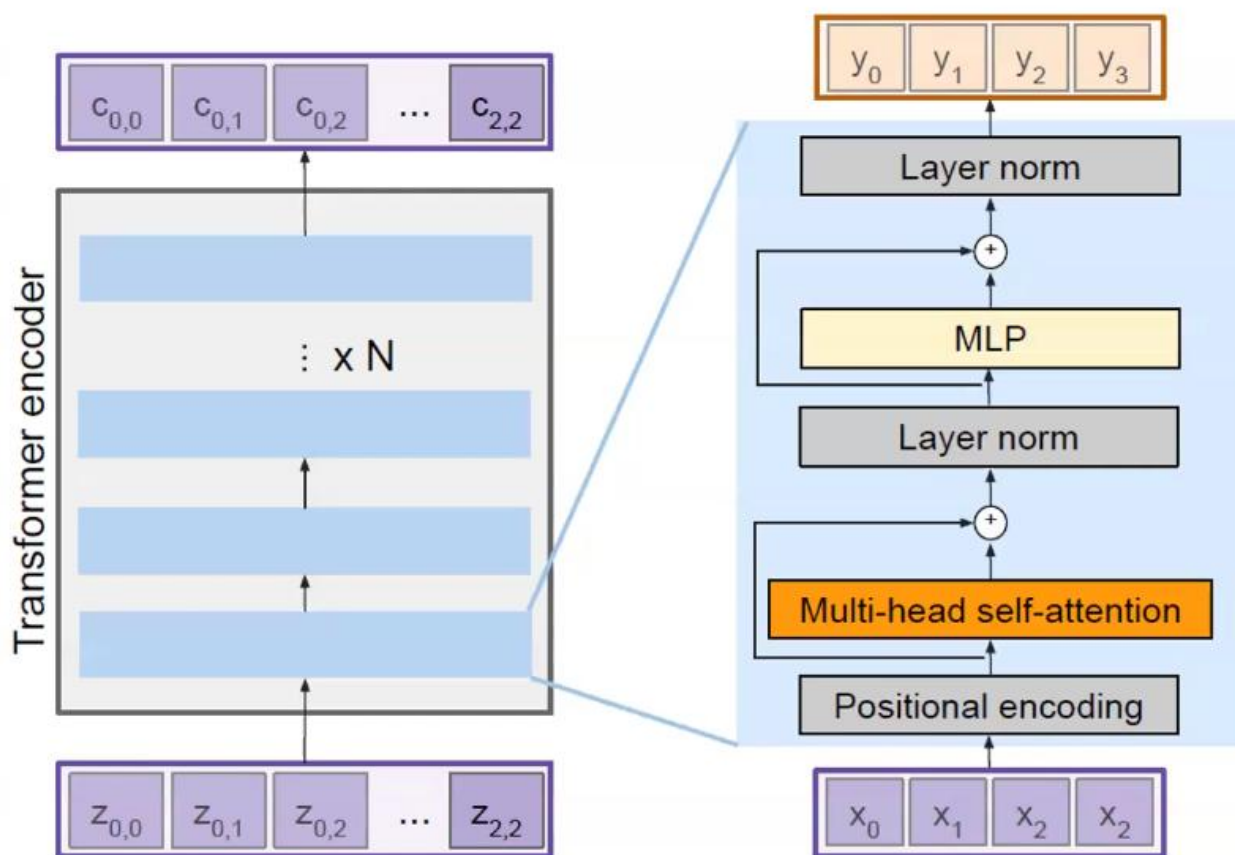 c0,0 c0,1 c0,2 ... c2,2
Transformer encoder
⋮ x N
z0,0 z0,1 z0,2 ... z2,2
y0 y1 y2 y3
Layer norm
+
MLP
Layer norm
+
Multi-head self-attention
Positional encoding
x0 x1 x2 x2